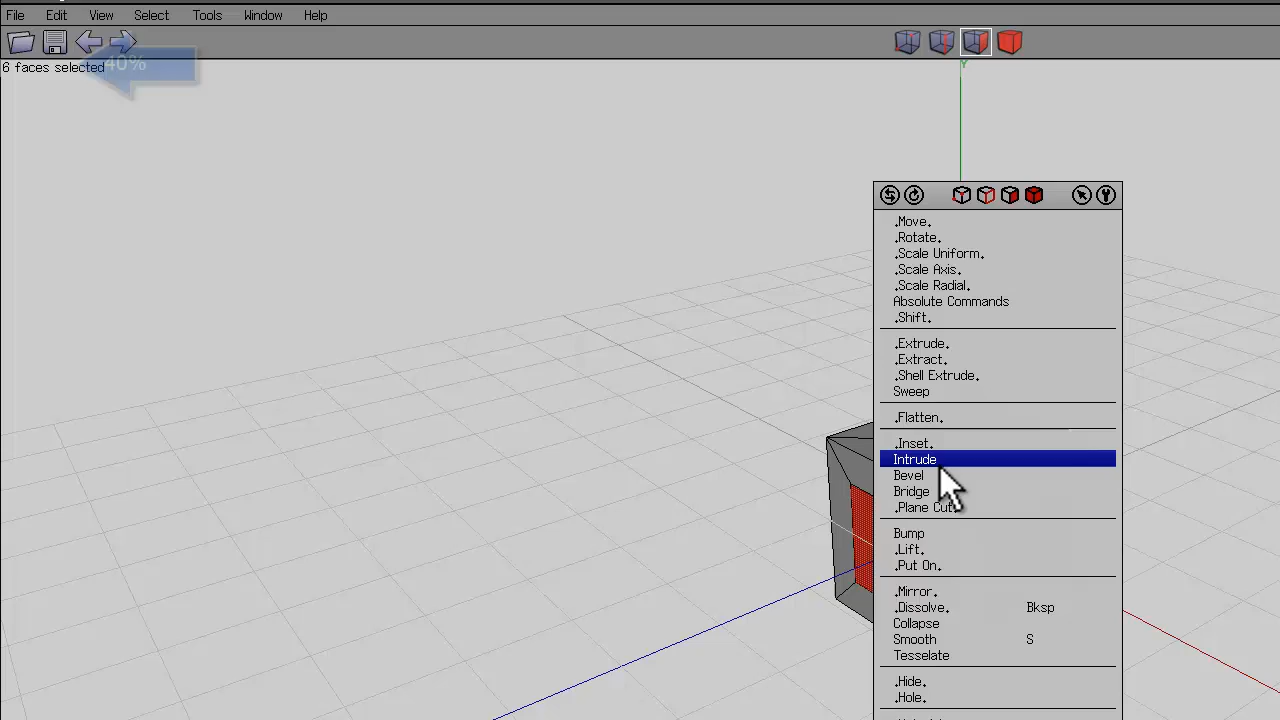 File Edit View Select Tools Window Help
6 faces selected
40%
Y
.Move.
.Rotate.
.Scale Uniform.
.Scale Axis.
.Scale Radial.
Absolute Commands
.Shift.
.Extrude.
.Extract.
.Shell Extrude.
Sweep
.Flatten.
.Inset.
Intrude
Bevel
Bridge
.Plane Cut.
Bump
.Lift.
.Put On.
.Mirror.
.Dissolve. Bksp
Collapse
Smooth S
Tesselate
.Hide.
.Hole.